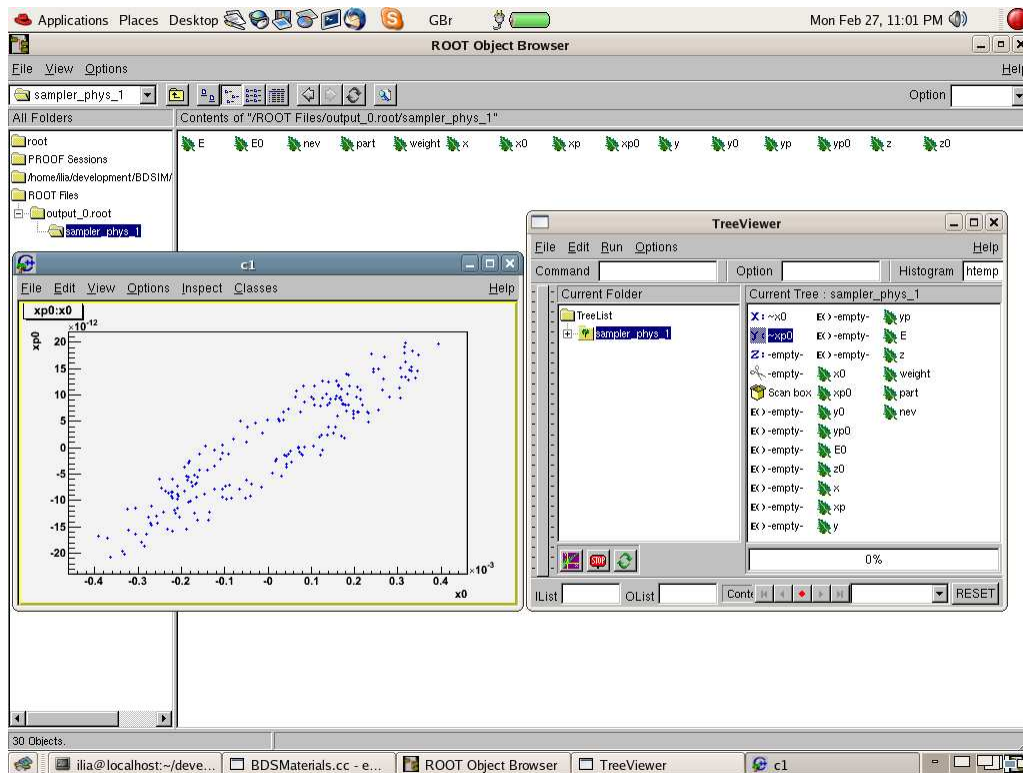 Applications Places Desktop GBr Mon Feb 27, 11:01 PM
ROOT Object Browser
File View Options Help
sampler_phys_1 Option
All Folders Contents of "/ROOT Files/output_0.root/sampler_phys_1"
root
PROOF Sessions
/home/ilia/development/BDSIM/
ROOT Files
output_0.root
sampler_phys_1
E E0 nev part weight x x0 xp xp0 y y0 yp yp0 z z0
c1
File Edit View Options Inspect Classes Help
xp0:x0
×10^-12
xp0
20
15
10
5
0
-5
-10
-15
-20
-0.4 -0.3 -0.2 -0.1 -0 0.1 0.2 0.3 0.4
×10^-3
x0
TreeViewer
File Edit Run Options Help
Command Option Histogram htemp
Current Folder Current Tree : sampler_phys_1
TreeList
sampler_phys_1
X: ~x0 E() -empty- yp
Y: ~xp0 E() -empty- E
Z: -empty- E() -empty- z
-empty- x0 weight
Scan box xp0 part
E() -empty- y0 nev
E() -empty- yp0
E() -empty- E0
E() -empty- z0
E() -empty- x
E() -empty- xp
E() -empty- y
STOP
0%
IList OList RESET
30 Objects.
ilia@localhost:~/deve... BDSMaterials.cc - e... ROOT Object Browser TreeViewer c1